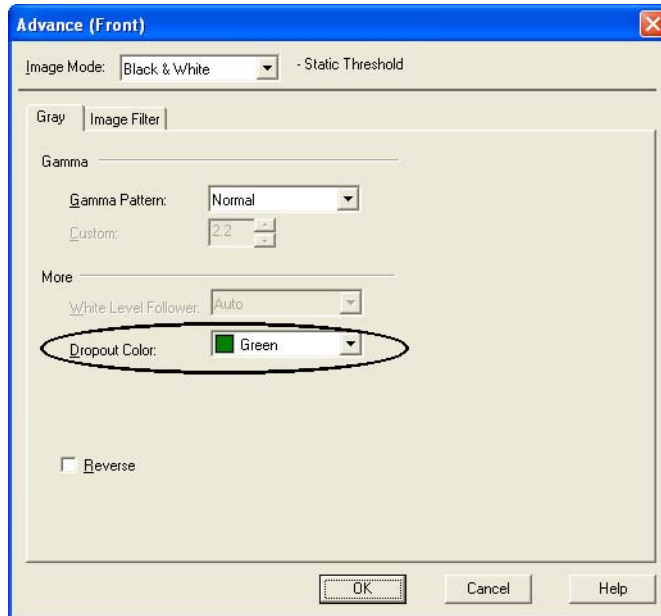 Advance (Front)
Image Mode: Black & White - Static Threshold
Gray Image Filter
Gamma
Gamma Pattern: Normal
Custom: 2.2
More
White Level Follower: Auto
Dropout Color: Green
Reverse
OK Cancel Help